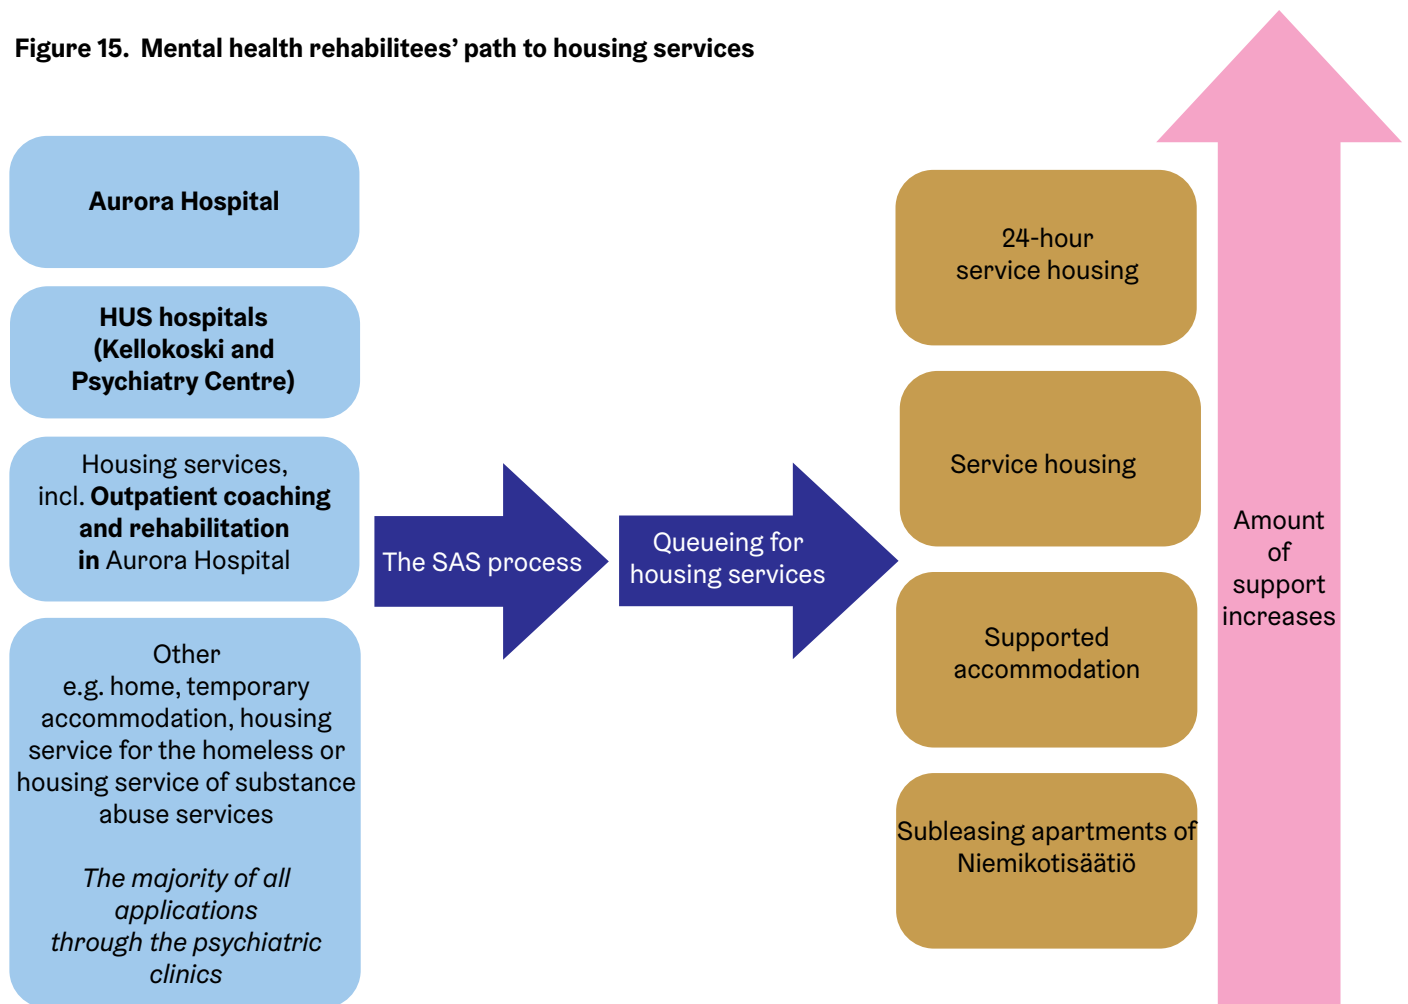 Figure 15. Mental health rehabilitees’ path to housing services
Aurora Hospital
HUS hospitals
(Kellokoski and
Psychiatry Centre)
Housing services,
incl. Outpatient coaching
and rehabilitation
in Aurora Hospital
Other
e.g. home, temporary
accommodation, housing
service for the homeless or
housing service of substance
abuse services
The majority of all
applications
through the psychiatric
clinics
The SAS process
Queueing for
housing services
24-hour
service housing
Service housing
Supported
accommodation
Subleasing apartments of
Niemikotisäätiö
Amount
of
support
increases